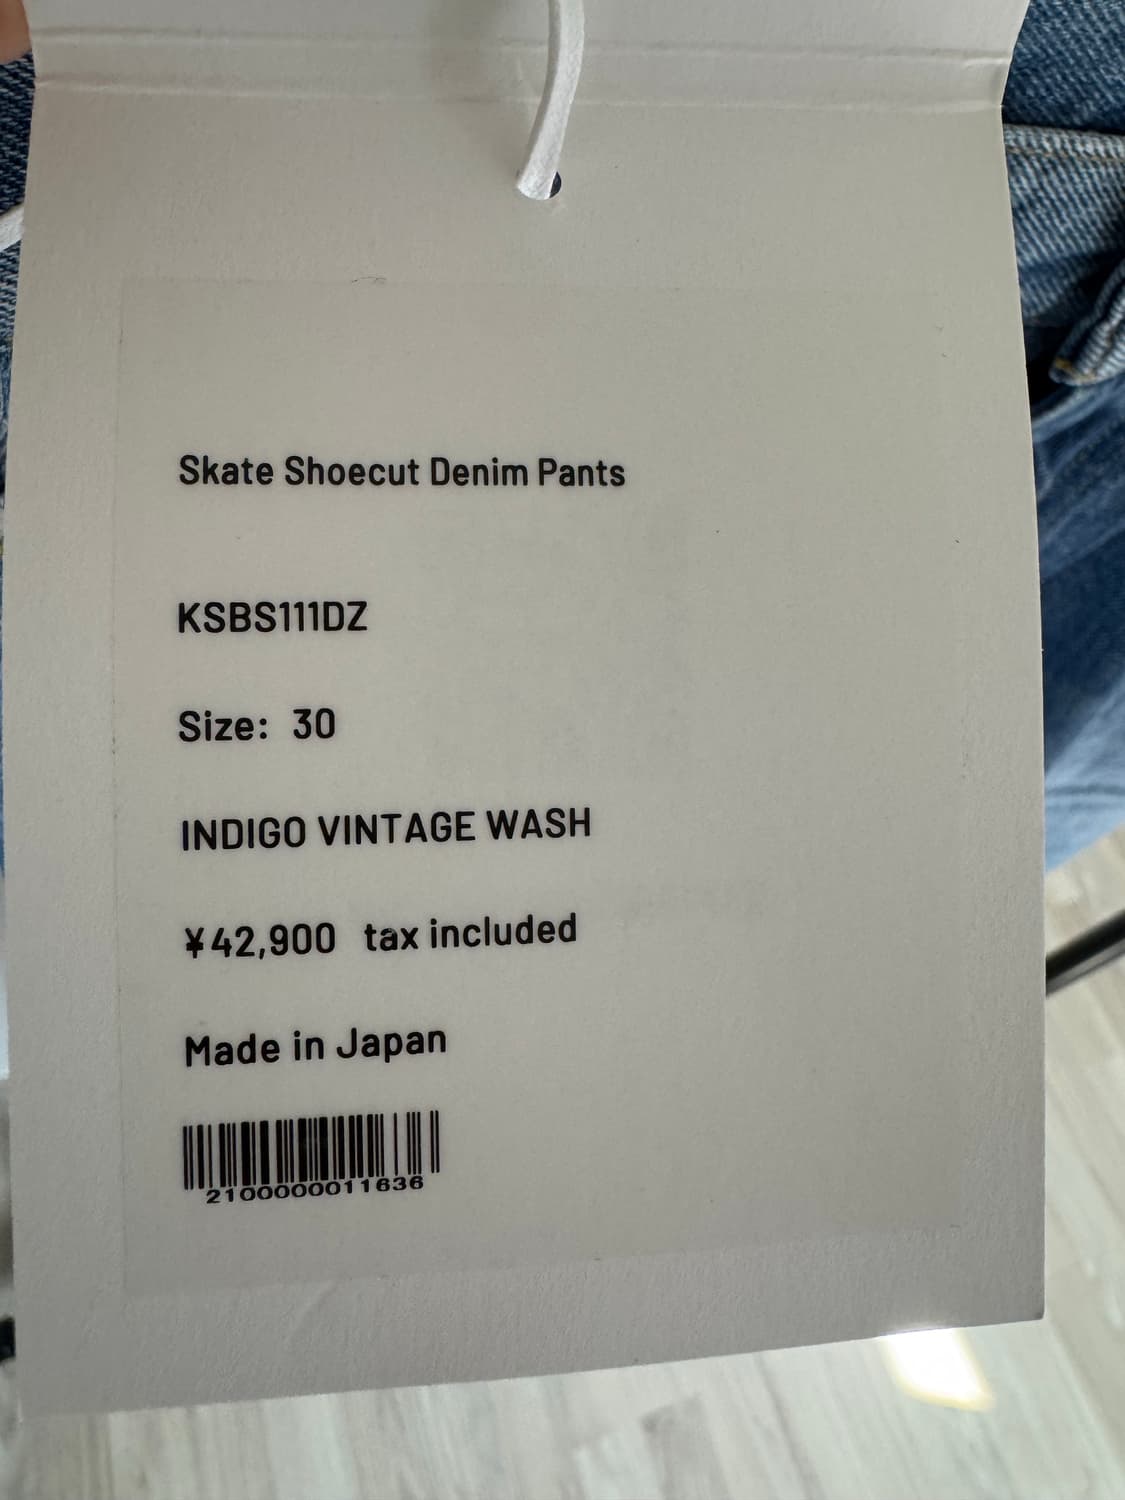 Skate Shoecut Denim Pants
KSBS111DZ
Size: 30
INDIGO VINTAGE WASH
¥42,900 tax included
Made in Japan
2100000011636